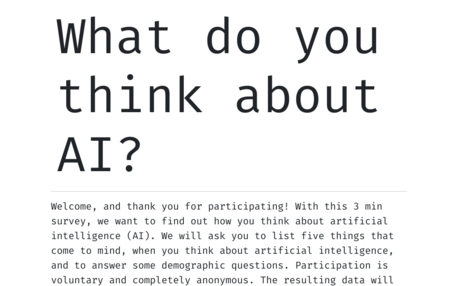 What do you
think about
AI?
Welcome, and thank you for participating! With this 3 min
survey, we want to find out how you think about artificial
intelligence (AI). We will ask you to list five things that
come to mind, when you think about artificial intelligence,
and to answer some demographic questions. Participation is
voluntary and completely anonymous. The resulting data will